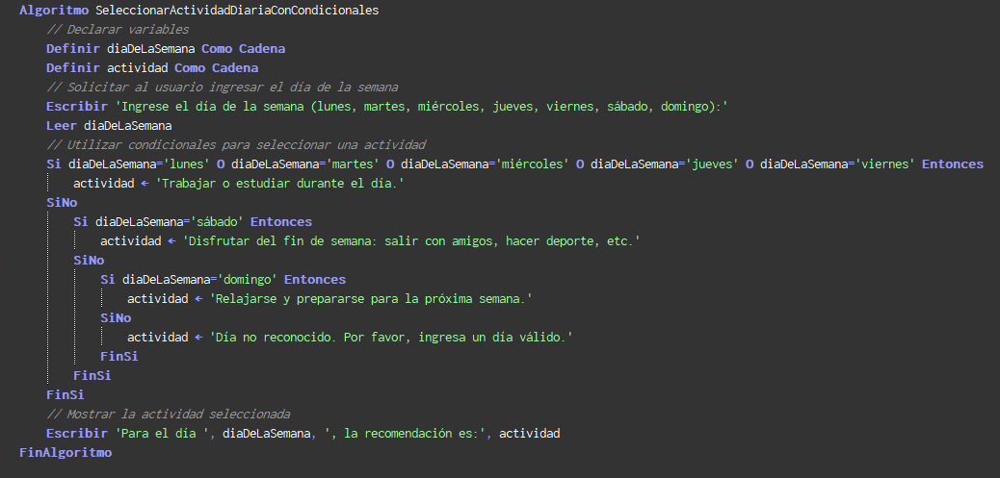 Algoritmo SeleccionarActividadDiariaConCondicionales
// Declarar variables
Definir diaDeLaSemana Como Cadena
Definir actividad Como Cadena
// Solicitar al usuario ingresar el día de la semana
Escribir 'Ingrese el día de la semana (lunes, martes, miércoles, jueves, viernes, sábado, domingo):'
Leer diaDeLaSemana
// Utilizar condicionales para seleccionar una actividad
Si diaDeLaSemana='lunes' O diaDeLaSemana='martes' O diaDeLaSemana='miércoles' O diaDeLaSemana='jueves' O diaDeLaSemana='viernes' Entonces
actividad ← 'Trabajar o estudiar durante el día.'
SiNo
Si diaDeLaSemana='sábado' Entonces
actividad ← 'Disfrutar del fin de semana: salir con amigos, hacer deporte, etc.'
SiNo
Si diaDeLaSemana='domingo' Entonces
actividad ← 'Relajarse y prepararse para la próxima semana.'
SiNo
actividad ← 'Día no reconocido. Por favor, ingresa un día válido.'
FinSi
FinSi
FinSi
// Mostrar la actividad seleccionada
Escribir 'Para el día ', diaDeLaSemana, ', la recomendación es:', actividad
FinAlgoritmo